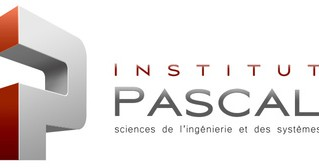 INSTITUT
PASCAL
sciences de l'ingénierie et des systèmes